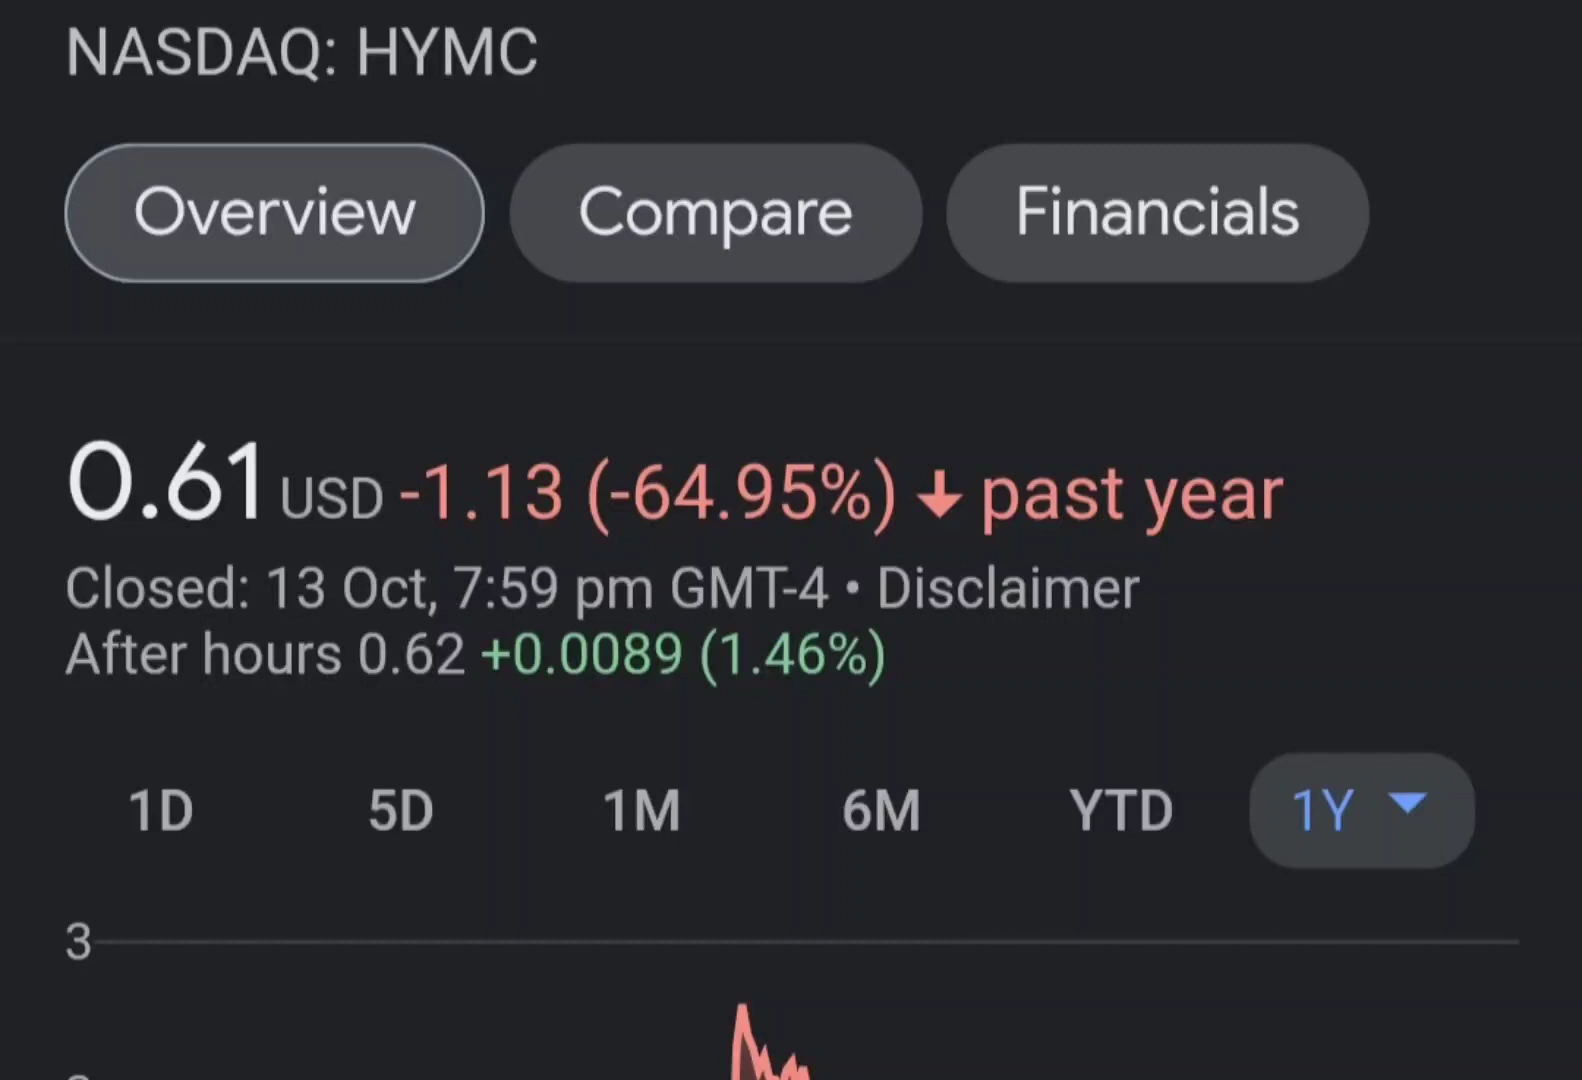 NASDAQ: HYMC
Overview Compare Financials
0.61 USD -1.13 (-64.95%) ↓ past year
Closed: 13 Oct, 7:59 pm GMT-4 • Disclaimer
After hours 0.62 +0.0089 (1.46%)
1D 5D 1M 6M YTD 1Y
3